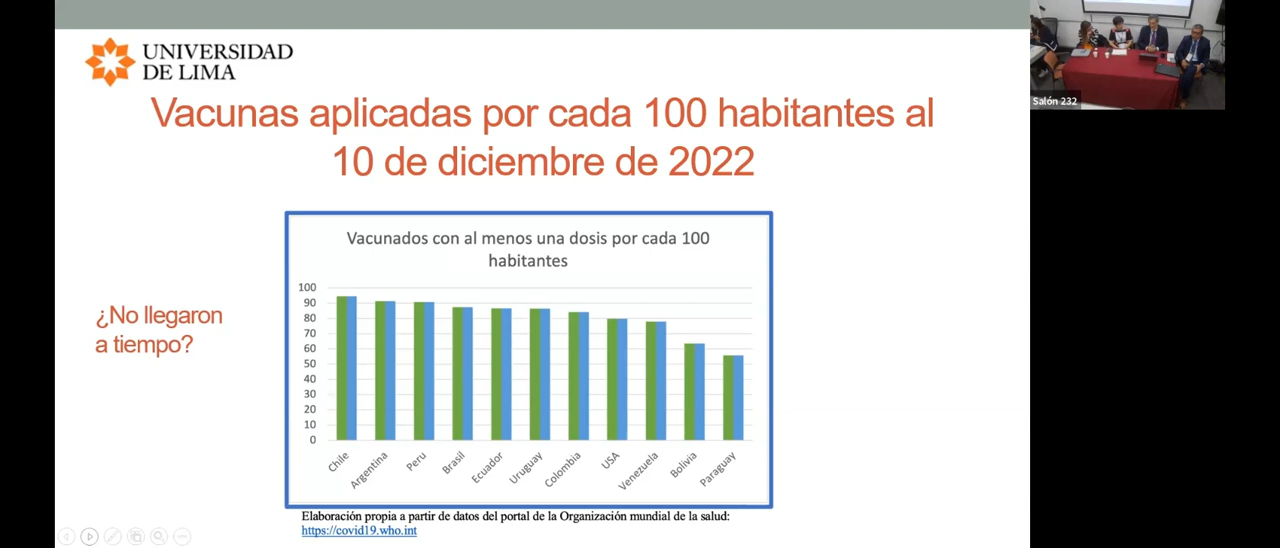 UNIVERSIDAD
DE LIMA
Vacunas aplicadas por cada 100 habitantes al
10 de diciembre de 2022
¿No llegaron
a tiempo?
Vacunados con al menos una dosis por cada 100
habitantes
100
90
80
70
60
50
40
30
20
10
0
Chile
Argentina
Peru
Brasil
Ecuador
Uruguay
Colombia
USA
Venezuela
Bolivia
Paraguay
Elaboración propia a partir de datos del portal de la Organización mundial de la salud:
https://covid19.who.int
Salón 232